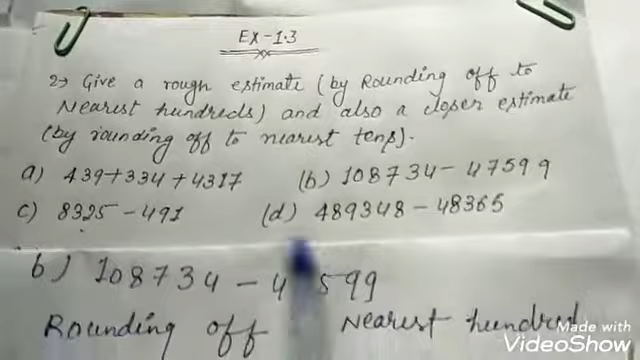 EX-1.3
2→ Give a rough estimate (by Rounding off to
Nearest hundreds) and also a closer estimate
(by rounding off to nearest tens).
a) 439+334+4317 (b) 108734-47599
c) 8325-491 (d) 489348-48365
b) 108734-4 599
Rounding off Nearest hundred
Made with
VideoShow